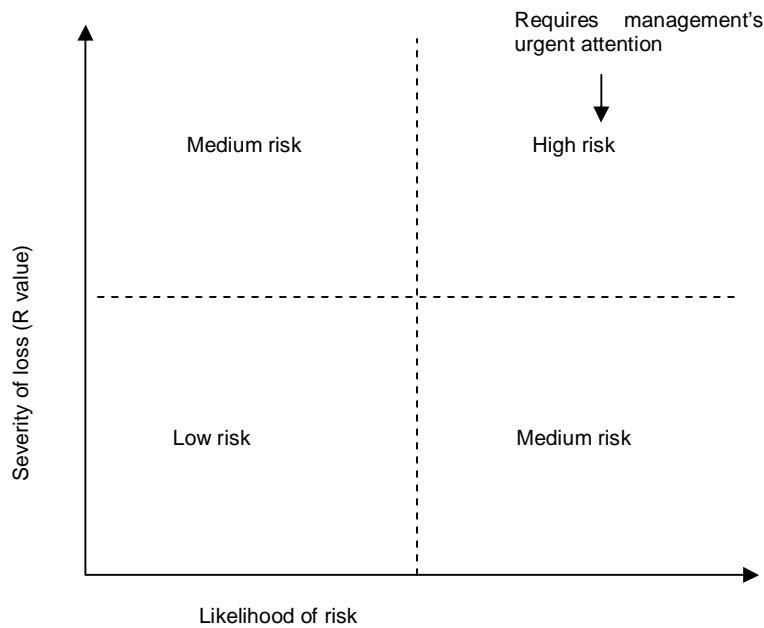 Requires management's
urgent attention
Medium risk
High risk
Severity of loss (R value)
Low risk
Medium risk
Likelihood of risk